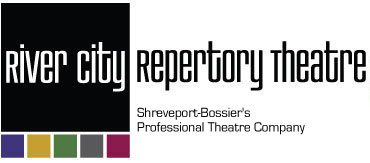 River City Repertory Theatre
Shreveport-Bossier's
Professional Theatre Company